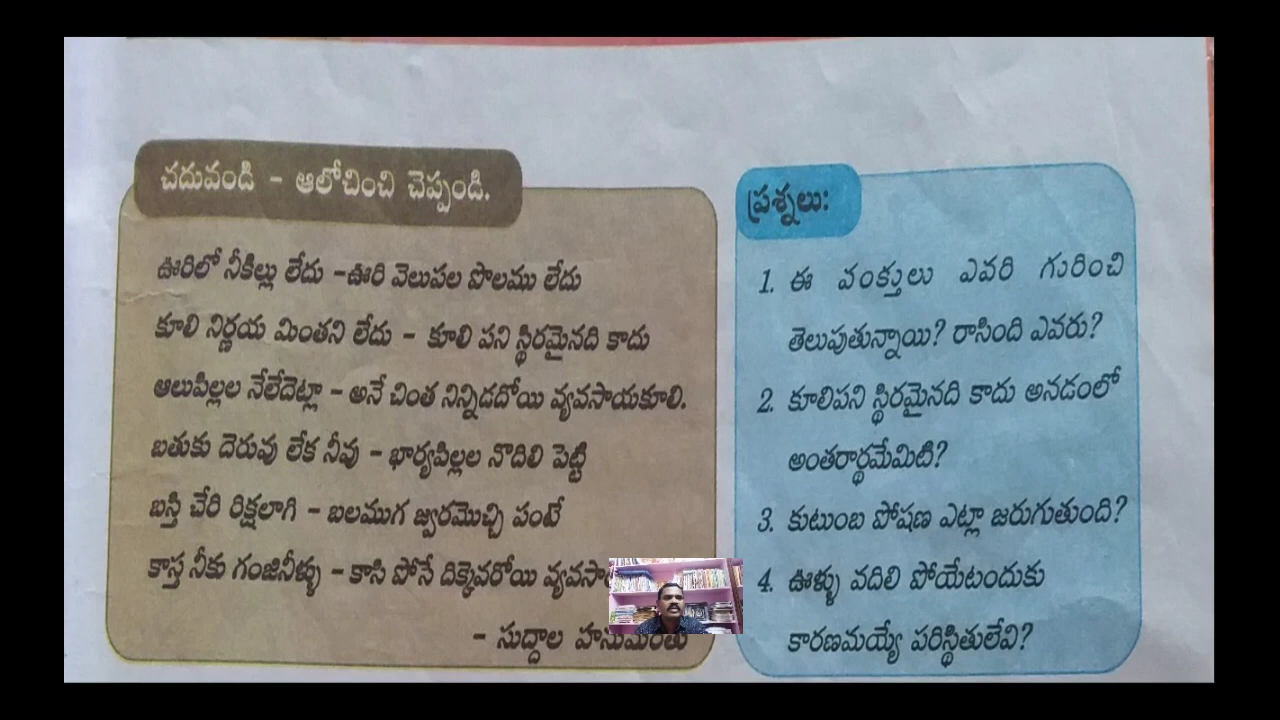 చదువండి - ఆలోచించి చెప్పండి.
ఊరిలో నీకిల్లు లేదు -ఊరి వెలుపల పొలము లేదు
కూలి నిర్ణయ మింతని లేదు - కూలి పని స్థిరమైనది కాదు
ఆలుపిల్లల నేలేదెట్లా - అనే చింత నిన్నిడదోయి వ్యవసాయకూలి.
బతుకు దెరువు లేక నీవు - భార్యపిల్లల నొదిలి పెట్టి
బస్తి చేరి రిక్షలాగి - బలముగ జ్వరమొచ్చి పంటే
కాస్త నీకు గంజినీళ్ళు - కాసి పోసే దిక్కెవరోయి
- సుద్దాల హనుమంతు
ప్రశ్నలు:
1. ఈ పంక్తులు ఎవరి గురించి
తెలుపుతున్నాయి? రాసింది ఎవరు?
2. కూలిపని స్థిరమైనది కాదు అనడంలో
అంతరార్థమేమిటి?
3. కుటుంబ పోషణ ఎట్లా జరుగుతుంది?
4. ఊళ్ళు వదిలి పోయేటందుకు
కారణమయ్యే పరిస్థితులేవి?